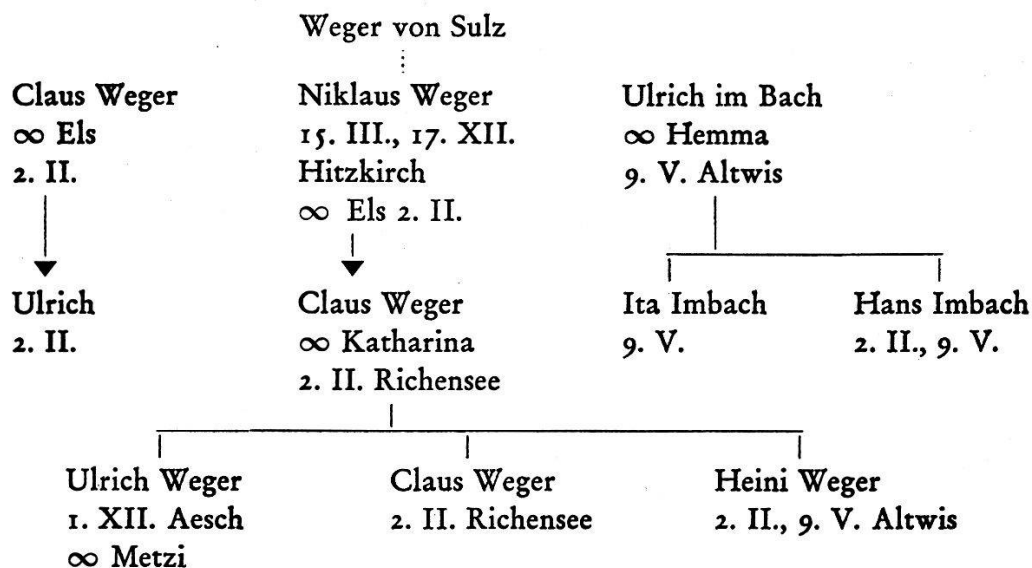 Weger von Sulz
Claus Weger
∞ Els
2. II.
Niklaus Weger
15. III., 17. XII.
Hitzkirch
∞ Els 2. II.
Ulrich im Bach
∞ Hemma
9. V. Altwis
Ulrich
2. II.
Claus Weger
∞ Katharina
2. II. Richensee
Ita Imbach
9. V.
Hans Imbach
2. II., 9. V.
Ulrich Weger
1. XII. Aesch
∞ Metzi
Claus Weger
2. II. Richensee
Heini Weger
2. II., 9. V. Altwis